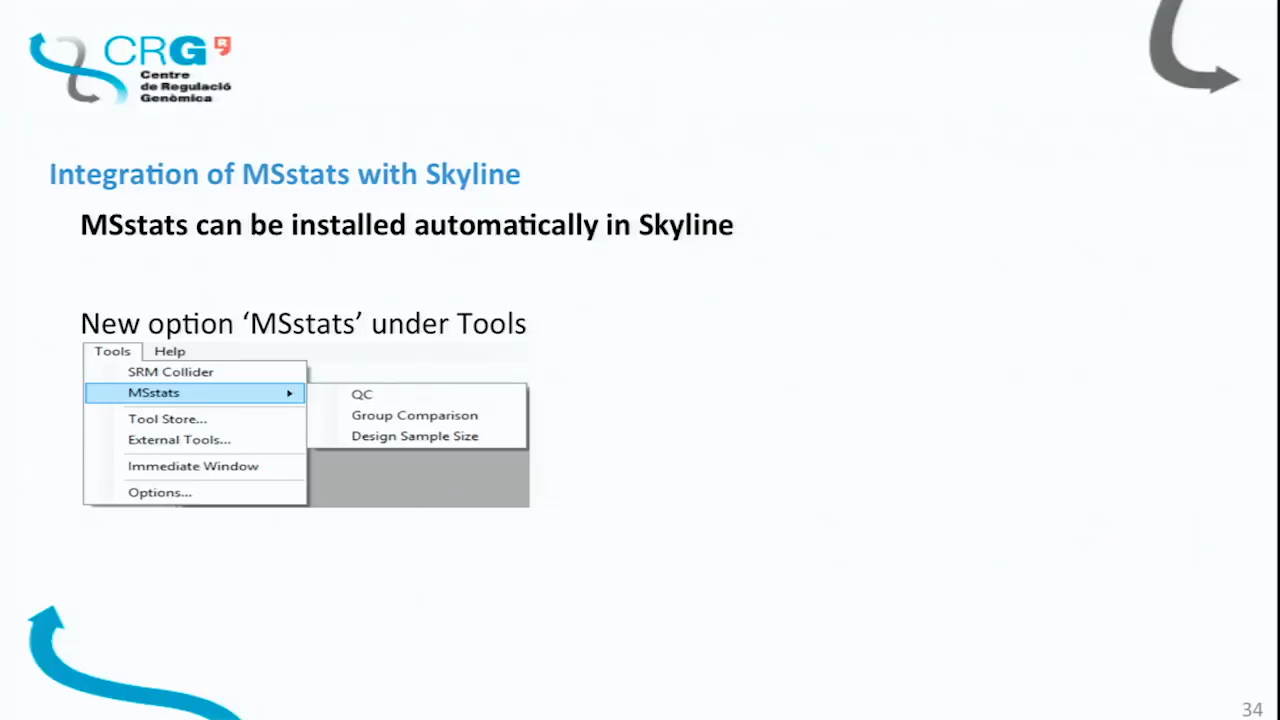 CRG
Centre
de Regulació
Genòmica
Integration of MSstats with Skyline
MSstats can be installed automatically in Skyline
New option ‘MSstats’ under Tools
Tools Help
SRM Collider
MSstats
QC
Group Comparison
Design Sample Size
Tool Store...
External Tools...
Immediate Window
Options...
34